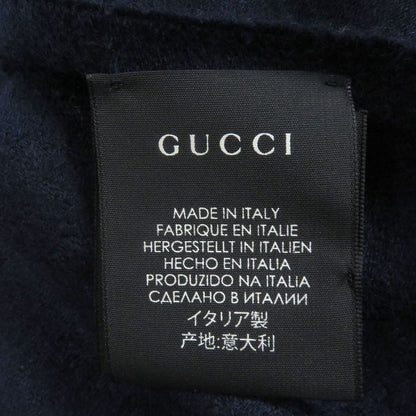 GUCCI
MADE IN ITALY
FABRIQUE EN ITALIE
HERGESTELLT IN ITALIEN
HECHO EN ITALIA
PRODUZIDO NA ITALIA
СДЕЛАНО В ИТАЛИИ
イタリア製
产地:意大利